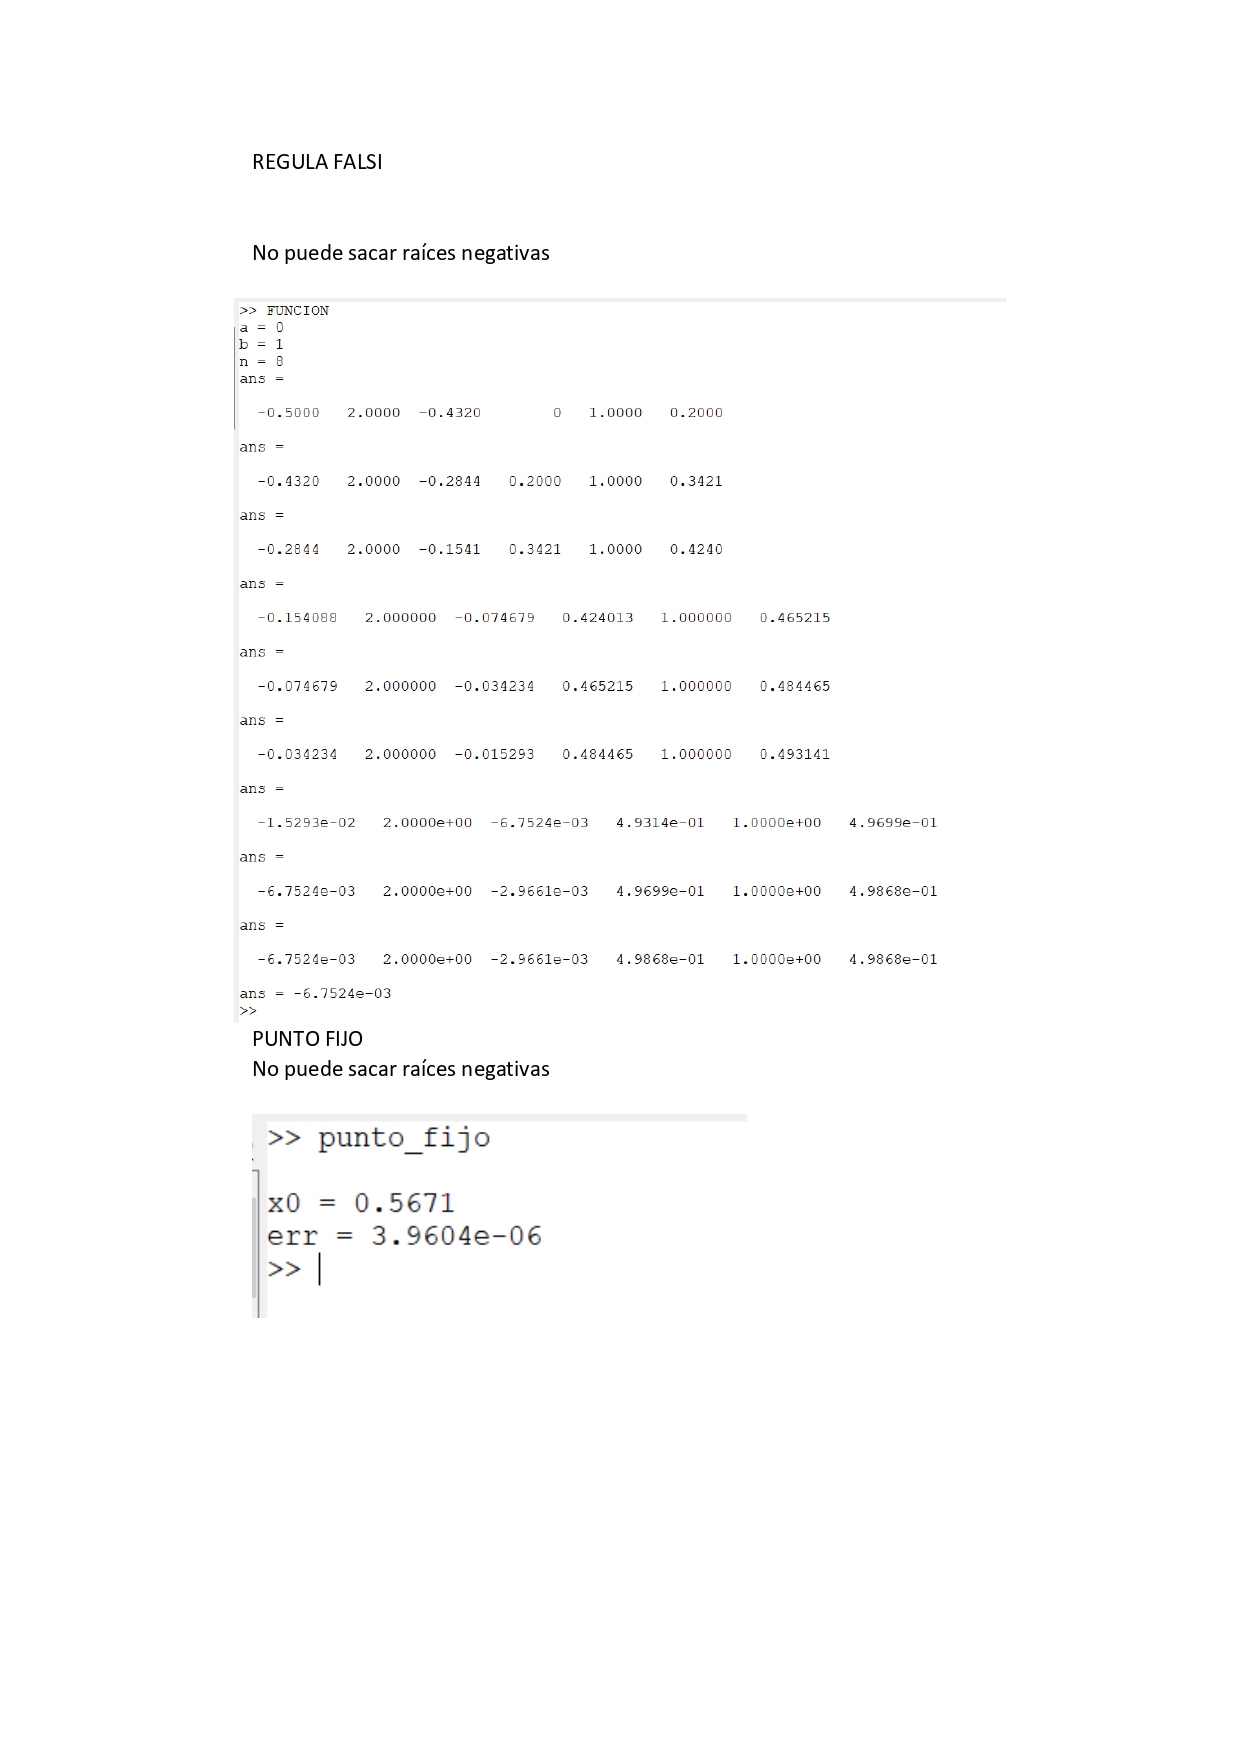 REGULA FALSI
No puede sacar raíces negativas
>> FUNCION
a = 0
b = 1
n = 8
ans =
-0.5000 2.0000 -0.4320 0 1.0000 0.2000
ans =
-0.4320 2.0000 -0.2844 0.2000 1.0000 0.3421
ans =
-0.2844 2.0000 -0.1541 0.3421 1.0000 0.4240
ans =
-0.154088 2.000000 -0.074679 0.424013 1.000000 0.465215
ans =
-0.074679 2.000000 -0.034234 0.465215 1.000000 0.484465
ans =
-0.034234 2.000000 -0.015293 0.484465 1.000000 0.493141
ans =
-1.5293e-02 2.0000e+00 -6.7524e-03 4.9314e-01 1.0000e+00 4.9699e-01
ans =
-6.7524e-03 2.0000e+00 -2.9661e-03 4.9699e-01 1.0000e+00 4.9868e-01
ans =
-6.7524e-03 2.0000e+00 -2.9661e-03 4.9868e-01 1.0000e+00 4.9868e-01
ans = -6.7524e-03
>>
PUNTO FIJO
No puede sacar raíces negativas
>> punto_fijo
x0 = 0.5671
err = 3.9604e-06
>>